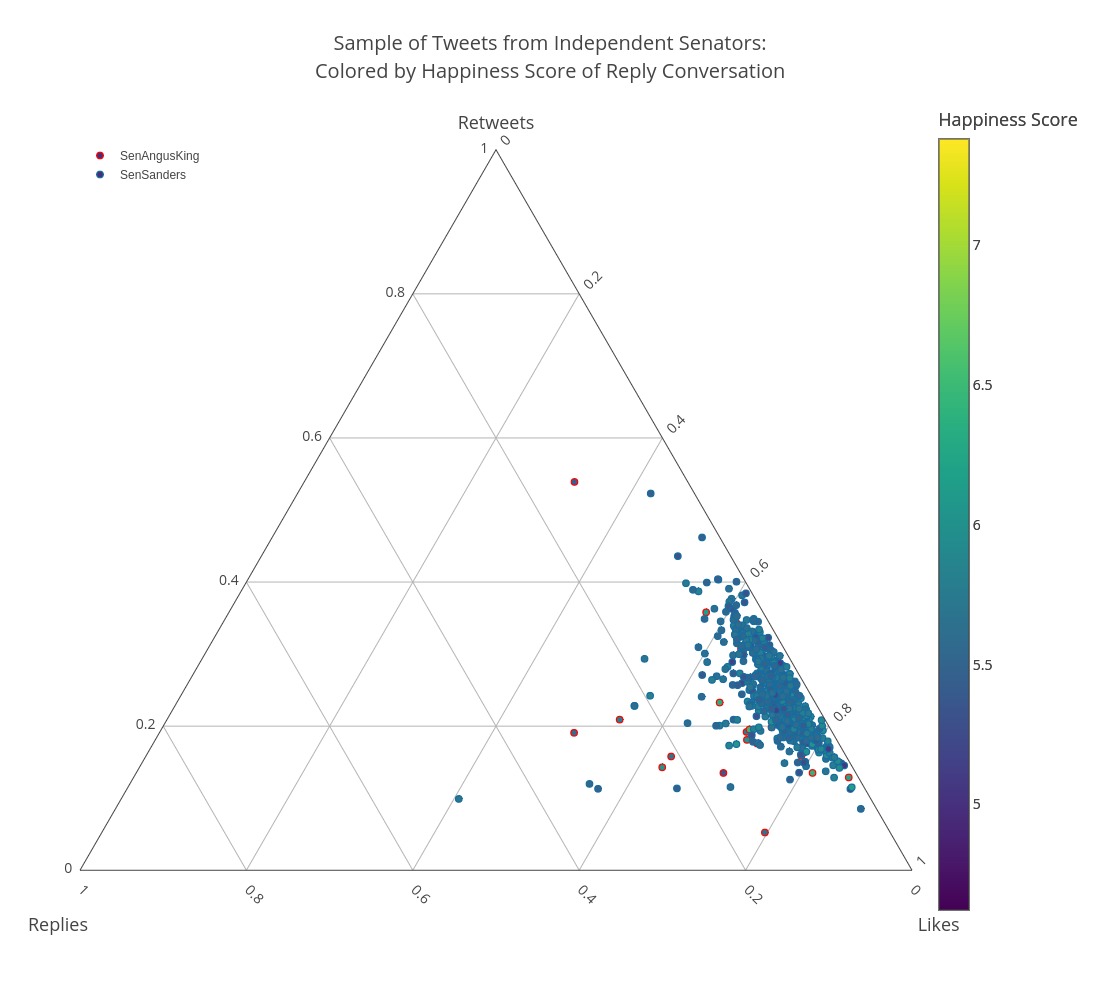 Sample of Tweets from Independent Senators:
Colored by Happiness Score of Reply Conversation
Happiness Score
Retweets
SenAngusKing
SenSanders
1
0
0.8
0.2
0.6
0.4
0.4
0.6
0.2
0.8
0
1
1
0.8
0.6
0.4
0.2
0
Replies
Likes
7
6.5
6
5.5
5